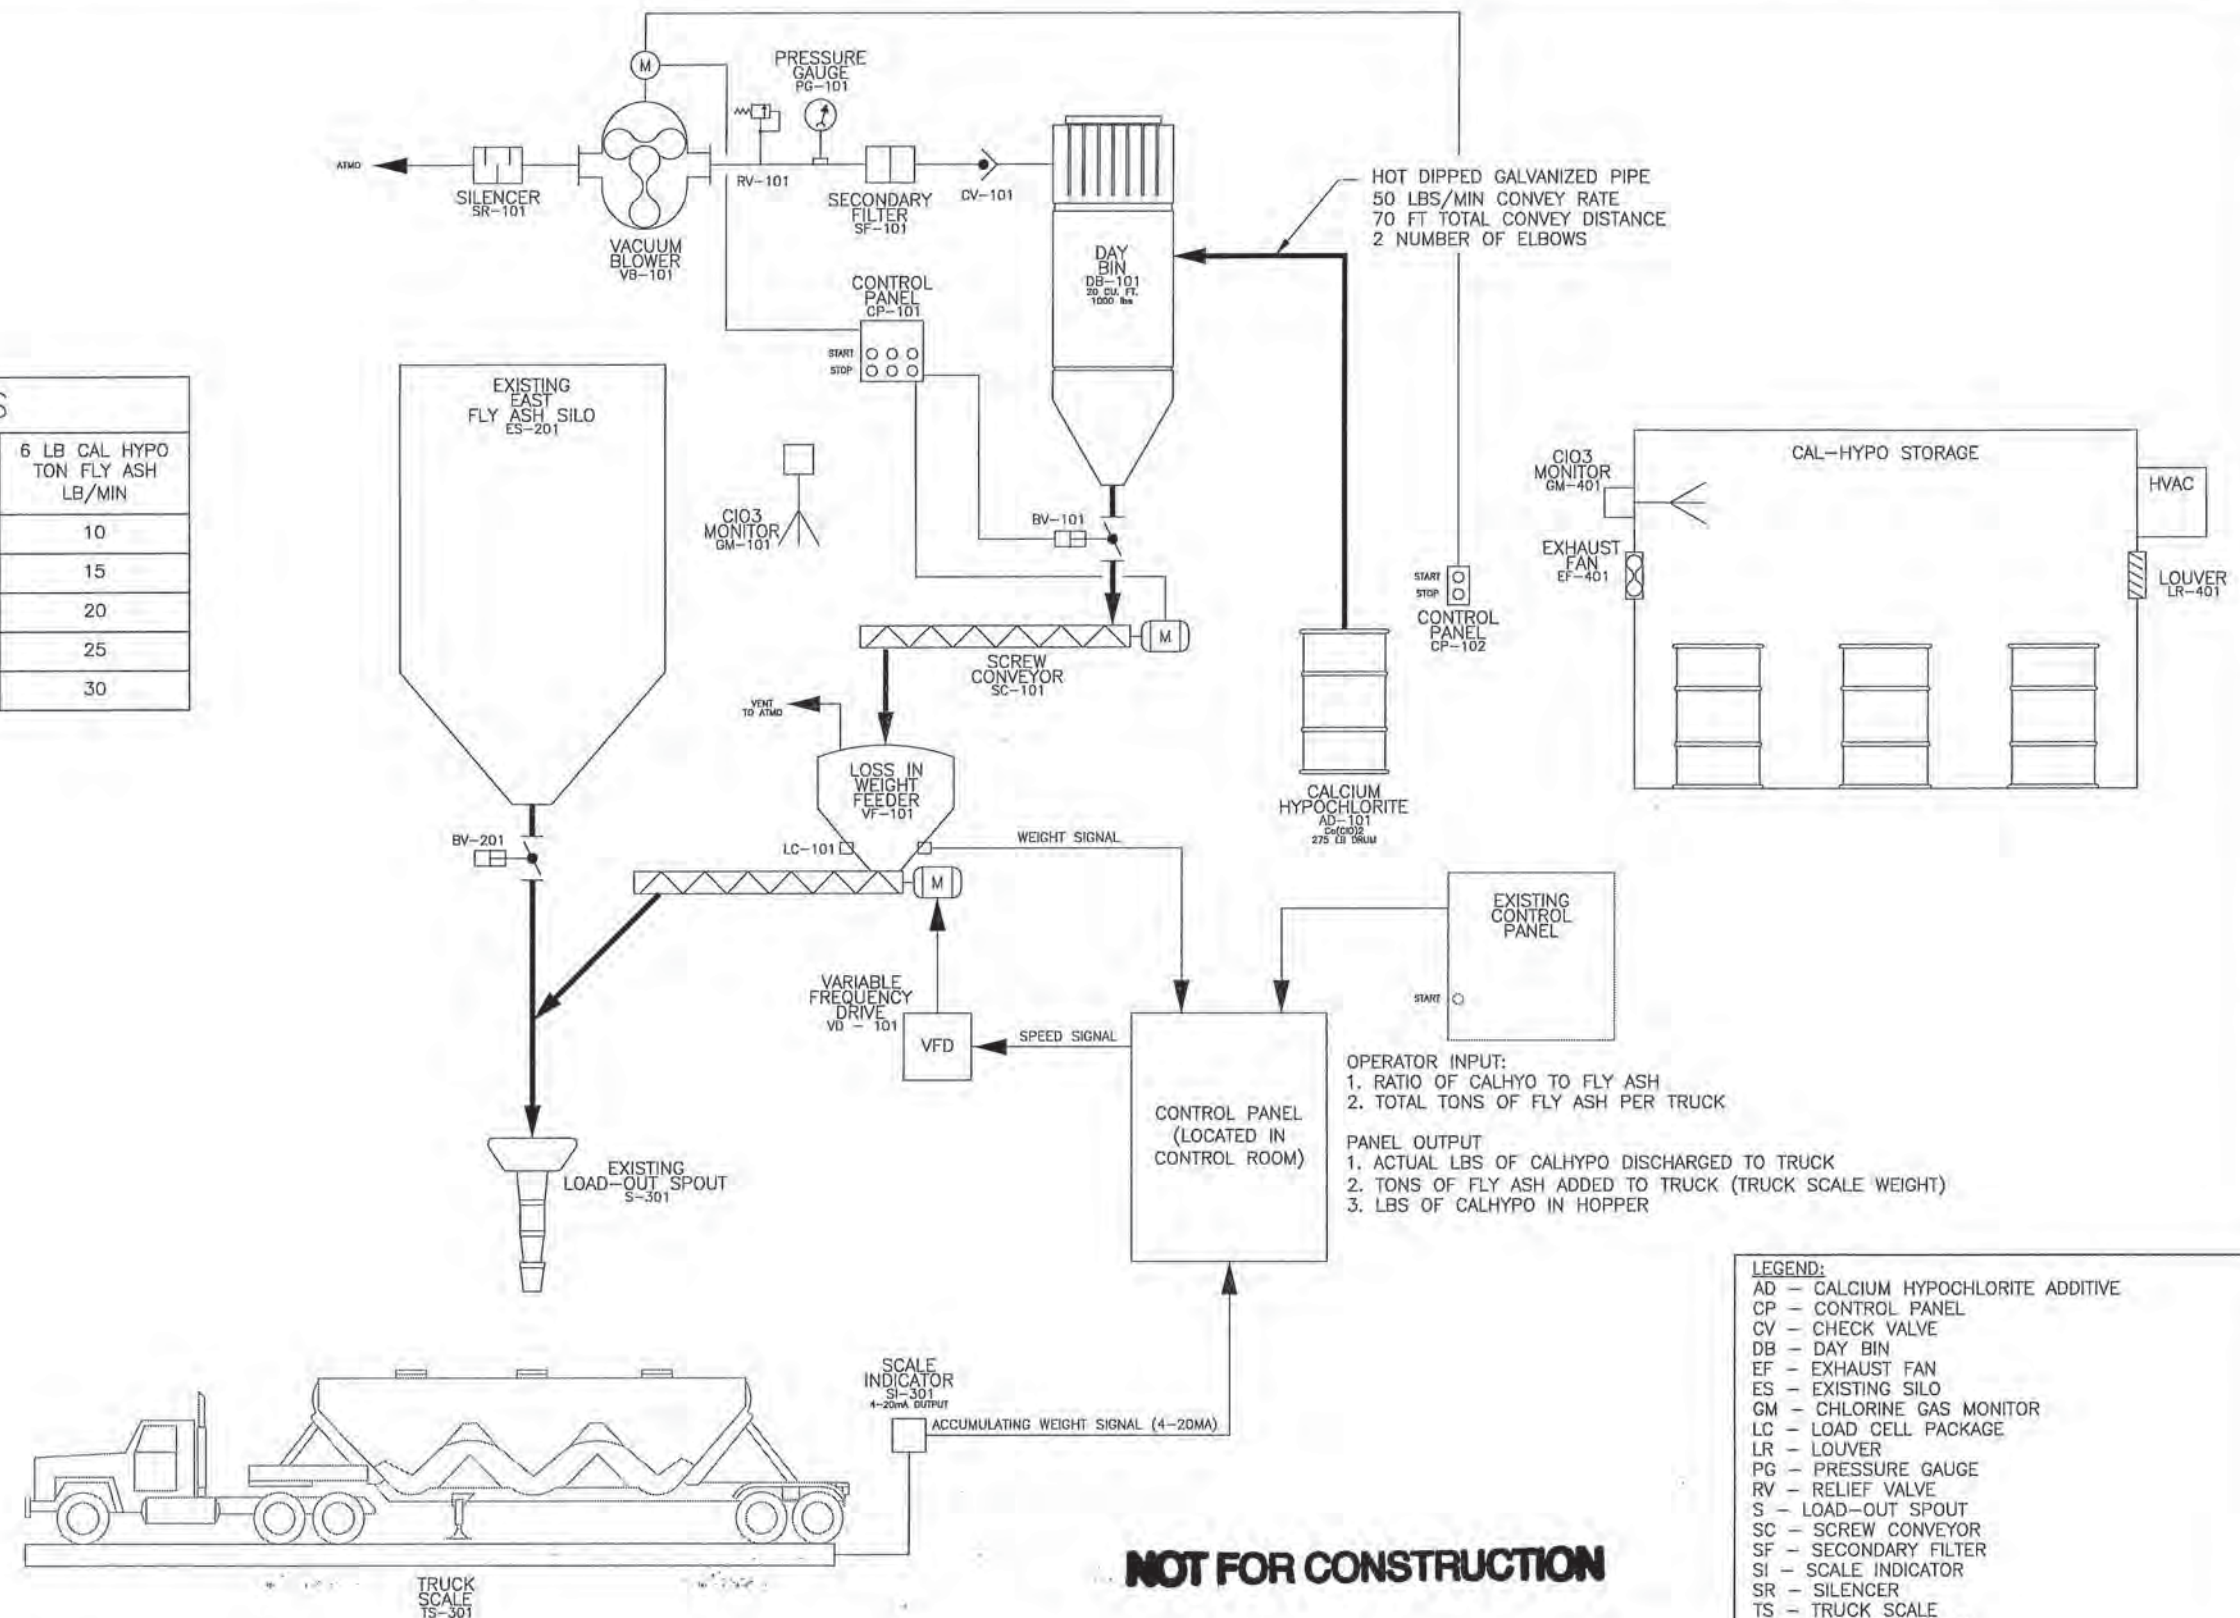 M
PRESSURE
GAUGE
PG-101
ATMO
SILENCER
SR-101
VACUUM
BLOWER
VB-101
RV-101
SECONDARY
FILTER
SF-101
CV-101
HOT DIPPED GALVANIZED PIPE
50 LBS/MIN CONVEY RATE
70 FT TOTAL CONVEY DISTANCE
2 NUMBER OF ELBOWS
DAY
BIN
DB-101
20 CU. FT.
1000 lbs
CONTROL
PANEL
CP-101
START
STOP
S
6 LB CAL HYPO
TON FLY ASH
LB/MIN
10
15
20
25
30
EXISTING
EAST
FLY ASH SILO
ES-201
ClO3
MONITOR
GM-101
BV-101
M
SCREW
CONVEYOR
SC-101
START
STOP
CONTROL
PANEL
CP-102
CAL-HYPO STORAGE
ClO3
MONITOR
GM-401
EXHAUST
FAN
EF-401
HVAC
LOUVER
LR-401
VENT
TO ATMO
LOSS IN
WEIGHT
FEEDER
VF-101
LC-101
WEIGHT SIGNAL
M
CALCIUM
HYPOCHLORITE
AD-101
Ca(ClO)2
275 LB DRUM
BV-201
EXISTING
CONTROL
PANEL
START
VARIABLE
FREQUENCY
DRIVE
VD - 101
VFD
SPEED SIGNAL
CONTROL PANEL
(LOCATED IN
CONTROL ROOM)
OPERATOR INPUT:
1. RATIO OF CALHYO TO FLY ASH
2. TOTAL TONS OF FLY ASH PER TRUCK
PANEL OUTPUT
1. ACTUAL LBS OF CALHYPO DISCHARGED TO TRUCK
2. TONS OF FLY ASH ADDED TO TRUCK (TRUCK SCALE WEIGHT)
3. LBS OF CALHYPO IN HOPPER
EXISTING
LOAD-OUT SPOUT
S-301
SCALE
INDICATOR
SI-301
4-20mA OUTPUT
ACCUMULATING WEIGHT SIGNAL (4-20MA)
TRUCK
SCALE
TS-301
NOT FOR CONSTRUCTION
LEGEND:
AD - CALCIUM HYPOCHLORITE ADDITIVE
CP - CONTROL PANEL
CV - CHECK VALVE
DB - DAY BIN
EF - EXHAUST FAN
ES - EXISTING SILO
GM - CHLORINE GAS MONITOR
LC - LOAD CELL PACKAGE
LR - LOUVER
PG - PRESSURE GAUGE
RV - RELIEF VALVE
S - LOAD-OUT SPOUT
SC - SCREW CONVEYOR
SF - SECONDARY FILTER
SI - SCALE INDICATOR
SR - SILENCER
TS - TRUCK SCALE